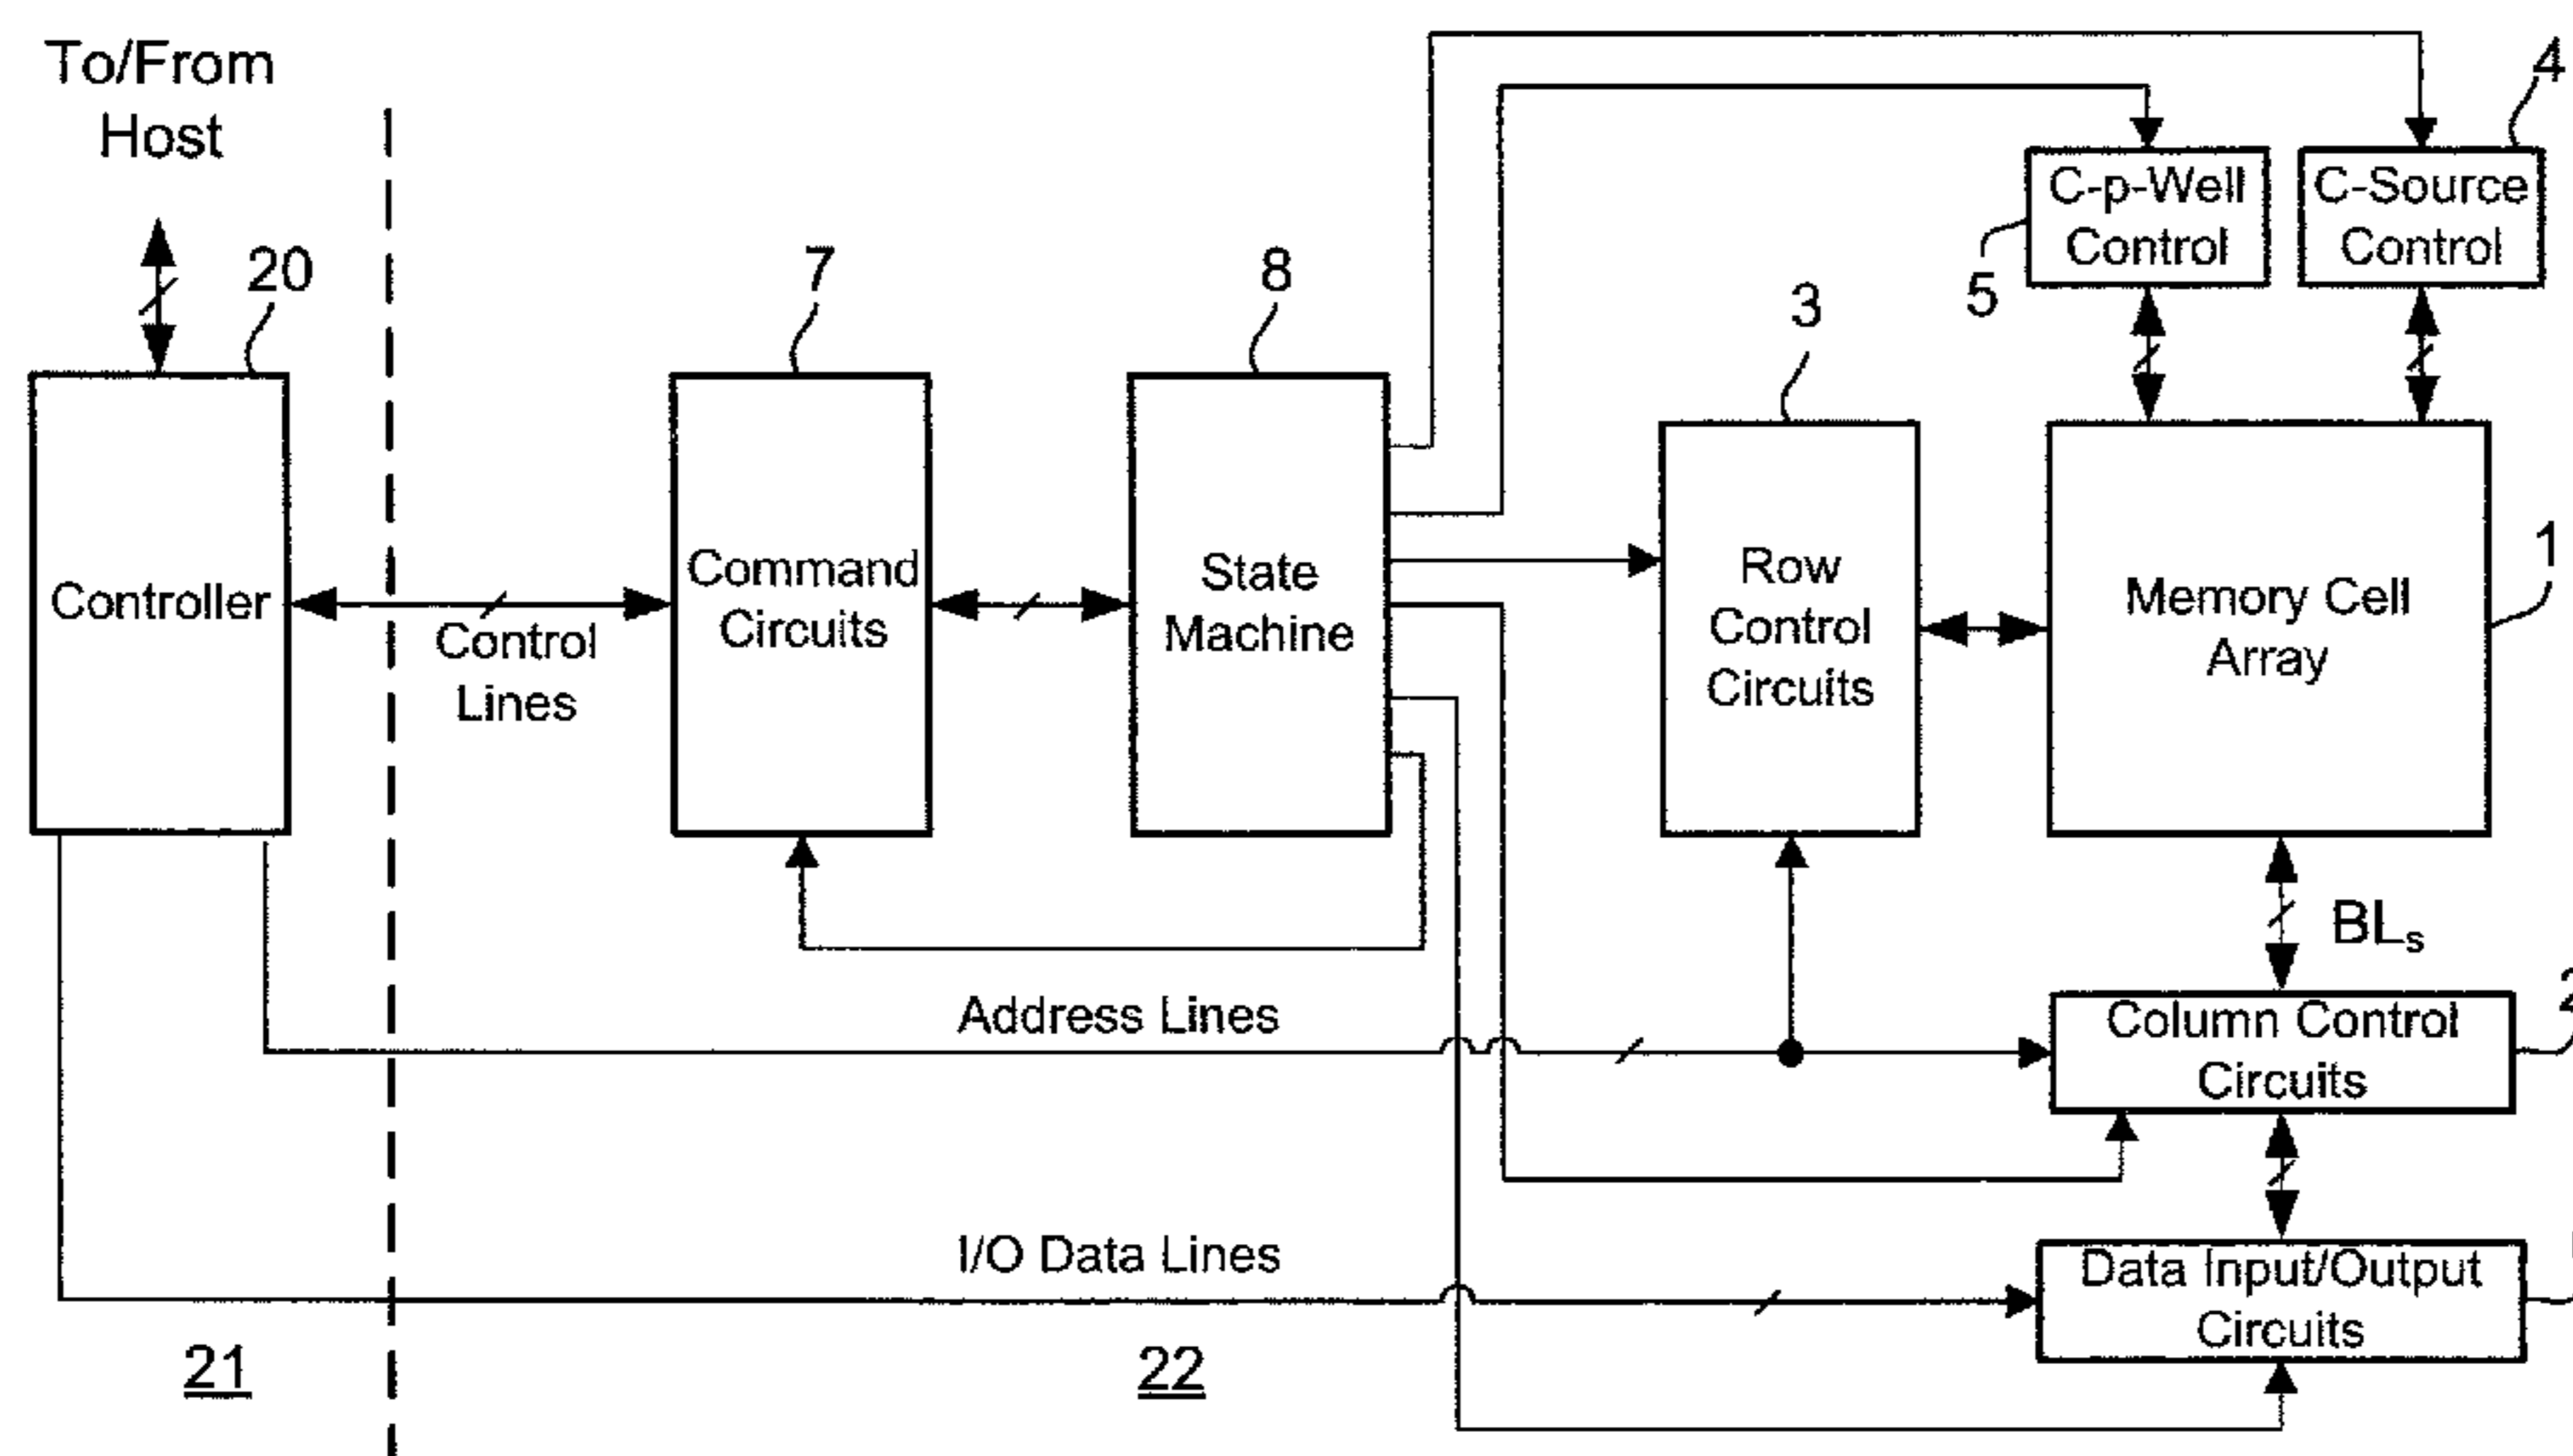 To/From
Host
4
C-p-Well
Control
C-Source
Control
20
7
8
5
3
Controller
Command
Circuits
State
Machine
Row
Control
Circuits
Memory Cell
Array
1
Control
Lines
BLs
Address Lines
Column Control
Circuits
2
I/O Data Lines
Data Input/Output
Circuits
21
22